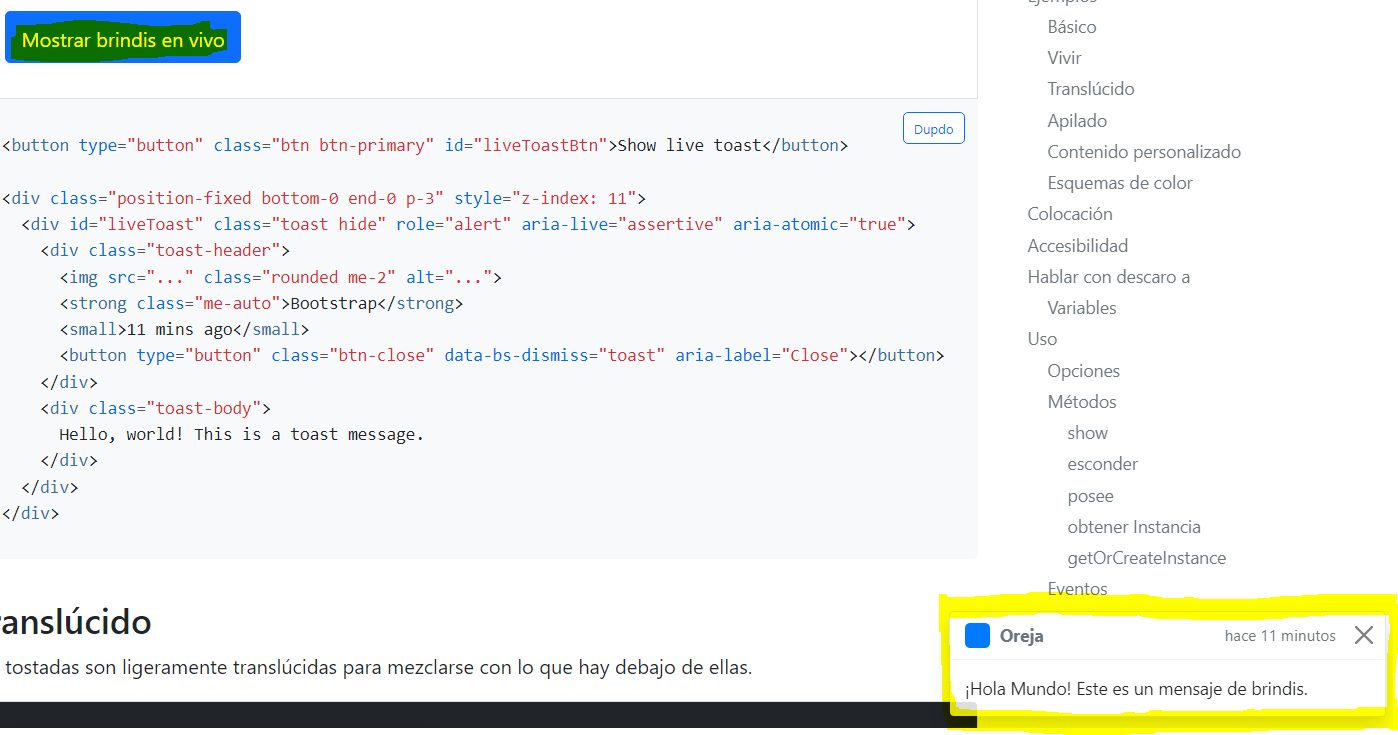 Mostrar brindis en vivo
Dupdo
<button type="button" class="btn btn-primary" id="liveToastBtn">Show live toast</button>
<div class="position-fixed bottom-0 end-0 p-3" style="z-index: 11">
<div id="liveToast" class="toast hide" role="alert" aria-live="assertive" aria-atomic="true">
<div class="toast-header">
<img src="..." class="rounded me-2" alt="...">
<strong class="me-auto">Bootstrap</strong>
<small>11 mins ago</small>
<button type="button" class="btn-close" data-bs-dismiss="toast" aria-label="Close"></button>
</div>
<div class="toast-body">
Hello, world! This is a toast message.
</div>
</div>
</div>
anslúcido
tostadas son ligeramente translúcidas para mezclarse con lo que hay debajo de ellas.
Ejemplos
Básico
Vivir
Translúcido
Apilado
Contenido personalizado
Esquemas de color
Colocación
Accesibilidad
Hablar con descaro a
Variables
Uso
Opciones
Métodos
show
esconder
posee
obtener Instancia
getOrCreateInstance
Eventos
Oreja
hace 11 minutos
¡Hola Mundo! Este es un mensaje de brindis.